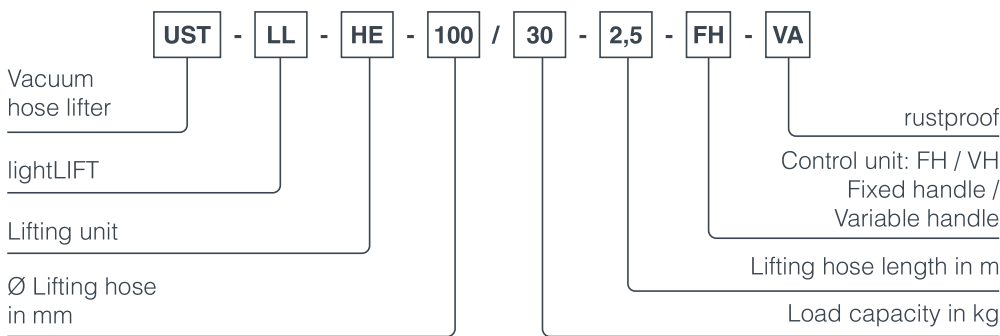 UST - LL - HE - 100 / 30 - 2,5 - FH - VA
Vacuum
hose lifter
lightLIFT
Lifting unit
Ø Lifting hose
in mm
rustproof
Control unit: FH / VH
Fixed handle /
Variable handle
Lifting hose length in m
Load capacity in kg